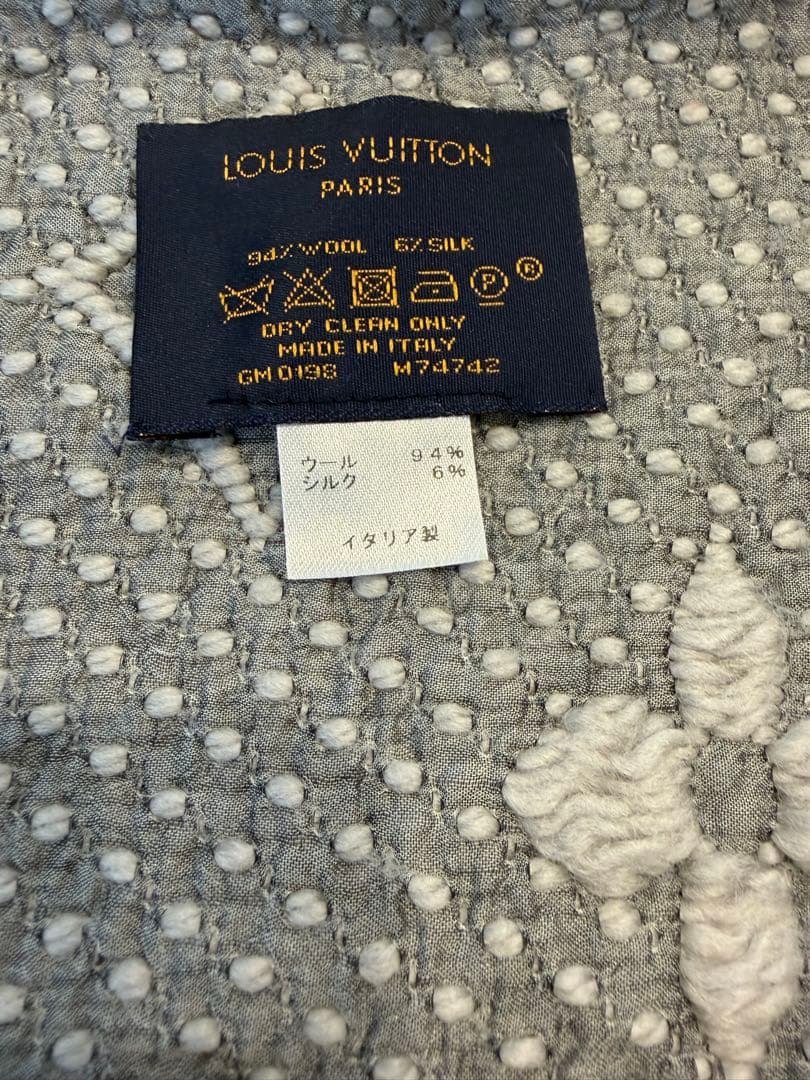 LOUIS VUITTON
PARIS
94% WOOL 6% SILK
P ®
DRY CLEAN ONLY
MADE IN ITALY
GM 0198 M74742
ウール 94%
シルク 6%
イタリア製